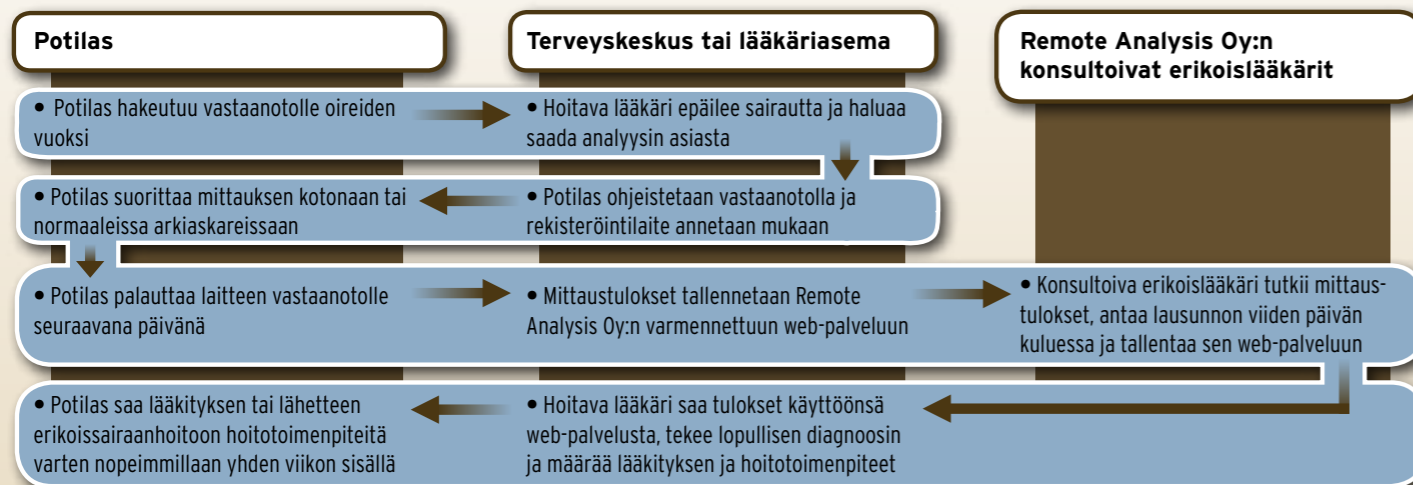 Potilas
Terveyskeskus tai lääkäriasema
Remote Analysis Oy:n
konsultoivat erikoislääkärit
• Potilas hakeutuu vastaanotolle oireiden
vuoksi
• Hoitava lääkäri epäilee sairautta ja haluaa
saada analyysin asiasta
• Potilas ohjeistetaan vastaanotolla ja
rekisteröintilaite annetaan mukaan
• Potilas suorittaa mittauksen kotonaan tai
normaaleissa arkiaskareissaan
• Potilas palauttaa laitteen vastaanotolle
seuraavana päivänä
• Mittaustulokset tallennetaan Remote
Analysis Oy:n varmennettuun web-palveluun
• Konsultoiva erikoislääkäri tutkii mittaus-
tulokset, antaa lausunnon viiden päivän
kuluessa ja tallentaa sen web-palveluun
• Hoitava lääkäri saa tulokset käyttöönsä
web-palvelusta, tekee lopullisen diagnoosin
ja määrää lääkityksen ja hoitotoimenpiteet
• Potilas saa lääkityksen tai lähetteen
erikoissairaanhoitoon hoitotoimenpiteitä
varten nopeimmillaan yhden viikon sisällä